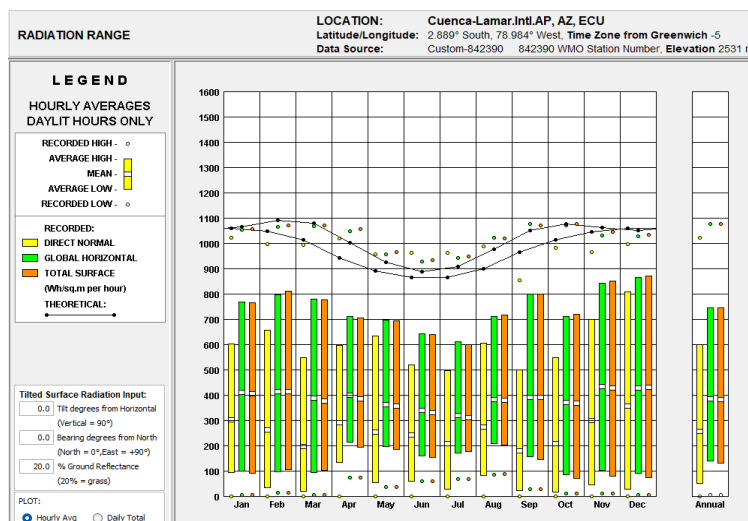 RADIATION RANGE
LOCATION: Cuenca-Lamar.Intl.AP, AZ, ECU
Latitude/Longitude: 2.889° South, 78.984° West, Time Zone from Greenwich -5
Data Source: Custom-842390 842390 WMO Station Number, Elevation 2531 m
LEGEND
HOURLY AVERAGES
DAYLIT HOURS ONLY
RECORDED HIGH -
AVERAGE HIGH -
MEAN -
AVERAGE LOW -
RECORDED LOW -
RECORDED:
DIRECT NORMAL
GLOBAL HORIZONTAL
TOTAL SURFACE
(Wh/sq.m per hour)
THEORETICAL:
Tilted Surface Radiation Input:
0.0 Tilt degrees from Horizontal
(Vertical = 90°)
0.0 Bearing degrees from North
(North = 0°,East = +90°)
20.0 % Ground Reflectance
(20% = grass)
PLOT:
Hourly Avg Daily Total
1600
1500
1400
1300
1200
1100
1000
900
800
700
600
500
400
300
200
100
0
Jan Feb Mar Apr May Jun Jul Aug Sep Oct Nov Dec Annual